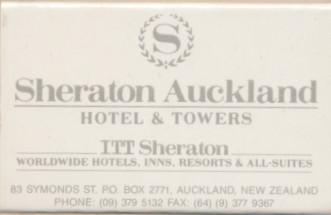 S
Sheraton Auckland
HOTEL & TOWERS
ITT Sheraton
WORLDWIDE HOTELS, INNS, RESORTS & ALL-SUITES
83 SYMONDS ST. P.O. BOX 2771, AUCKLAND, NEW ZEALAND
PHONE: (09) 379 5132 FAX: (64) (9) 377 9367